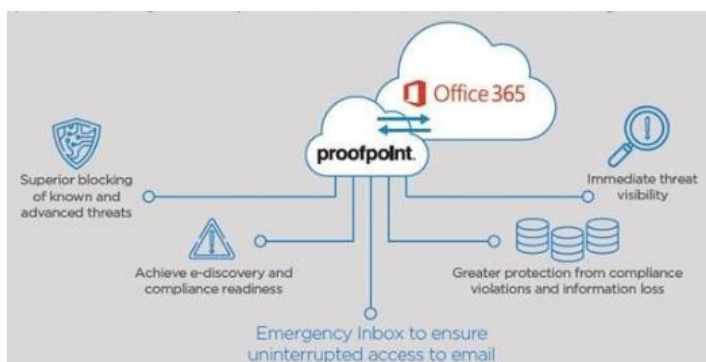 Office 365
proofpoint.
Superior blocking
of known and
advanced threats
Immediate threat
visibility
Achieve e-discovery and
compliance readiness
Greater protection from compliance
violations and information loss
Emergency Inbox to ensure
uninterrupted access to email